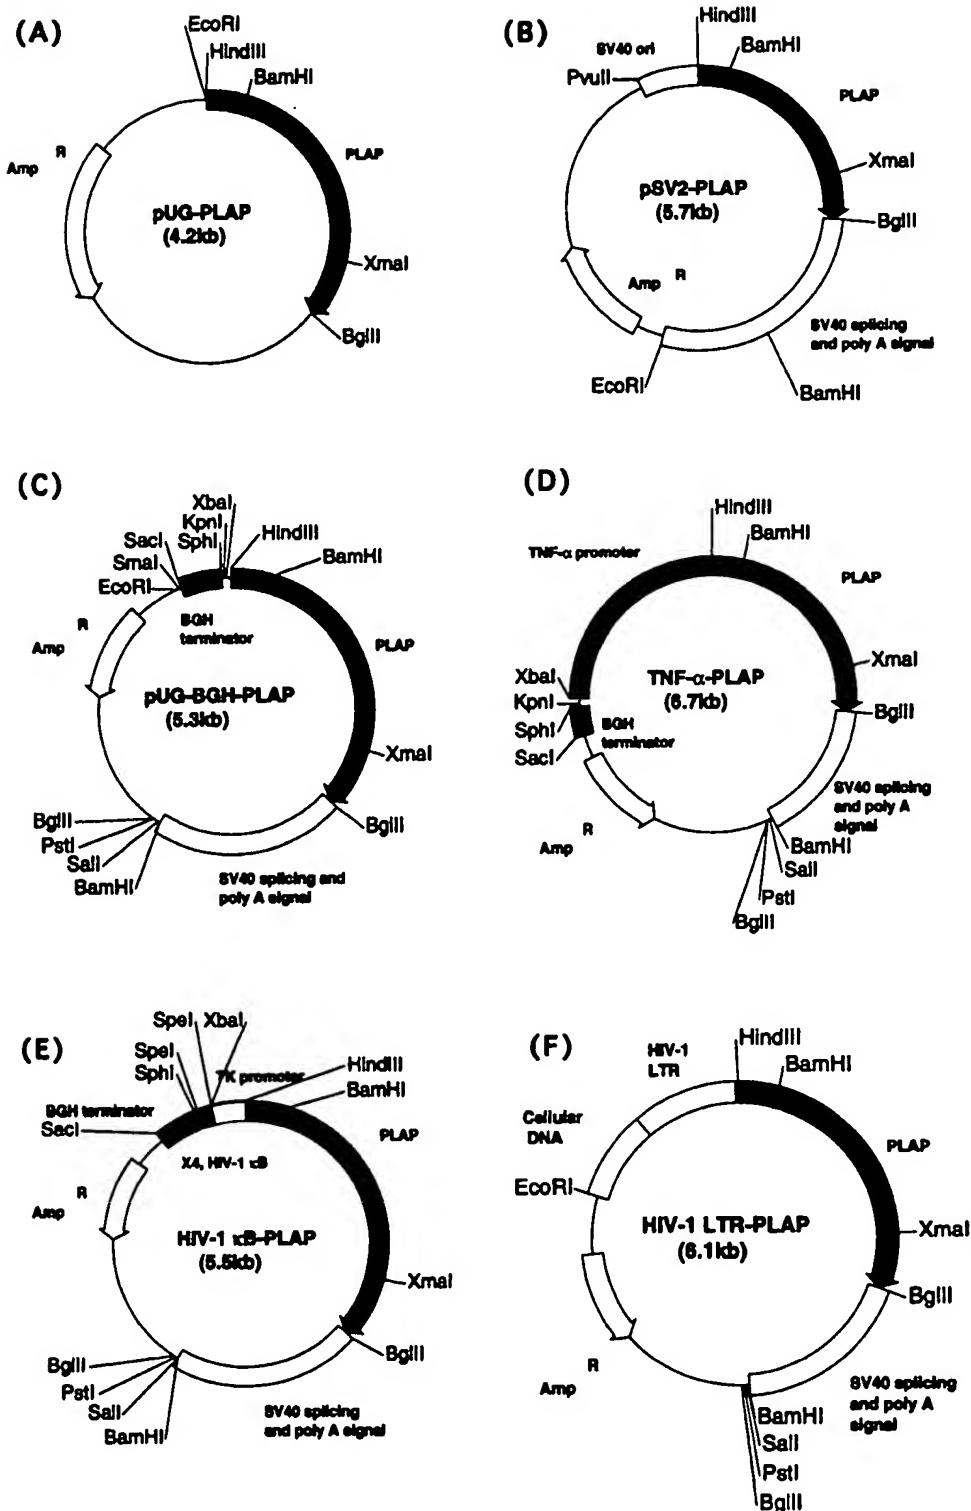 (A)
EcoRI
HindIII
BamHI
PLAP
R
Amp
pUG-PLAP
(4.2kb)
XmaI
BglII
(B)
HindIII
SV40 ori
BamHI
PvuII
PLAP
XmaI
pSV2-PLAP
(5.7kb)
BglII
R
Amp
SV40 splicing
and poly A signal
EcoRI
BamHI
(C)
XbaI
KpnI
HindIII
SphI
SacI
BamHI
SmaI
EcoRI
BGH
terminator
R
Amp
PLAP
pUG-BGH-PLAP
(5.3kb)
XmaI
BglII
BglII
PstI
SalI
BamHI
SV40 splicing and
poly A signal
(D)
HindIII
BamHI
TNF-α promoter
PLAP
XmaI
XbaI
TNF-α-PLAP
KpnI
(6.7kb)
BglII
SphI
BGH
terminator
SacI
SV40 splicing
and poly A
signal
R
Amp
BamHI
SalI
PstI
BglII
(E)
SpeI
XbaI
SpeI
HindIII
SphI
TK promoter
BamHI
BGH terminator
SacI
PLAP
X4, HIV-1 κB
R
Amp
HIV-1 κB-PLAP
(5.5kb)
XmaI
BglII
BglII
PstI
SalI
BamHI
SV40 splicing
and poly A signal
(F)
HindIII
HIV-1
LTR
BamHI
Cellular
DNA
PLAP
EcoRI
HIV-1 LTR-PLAP
(6.1kb)
XmaI
BglII
R
Amp
SV40 splicing
and poly A
signal
BamHI
SalI
PstI
BglII